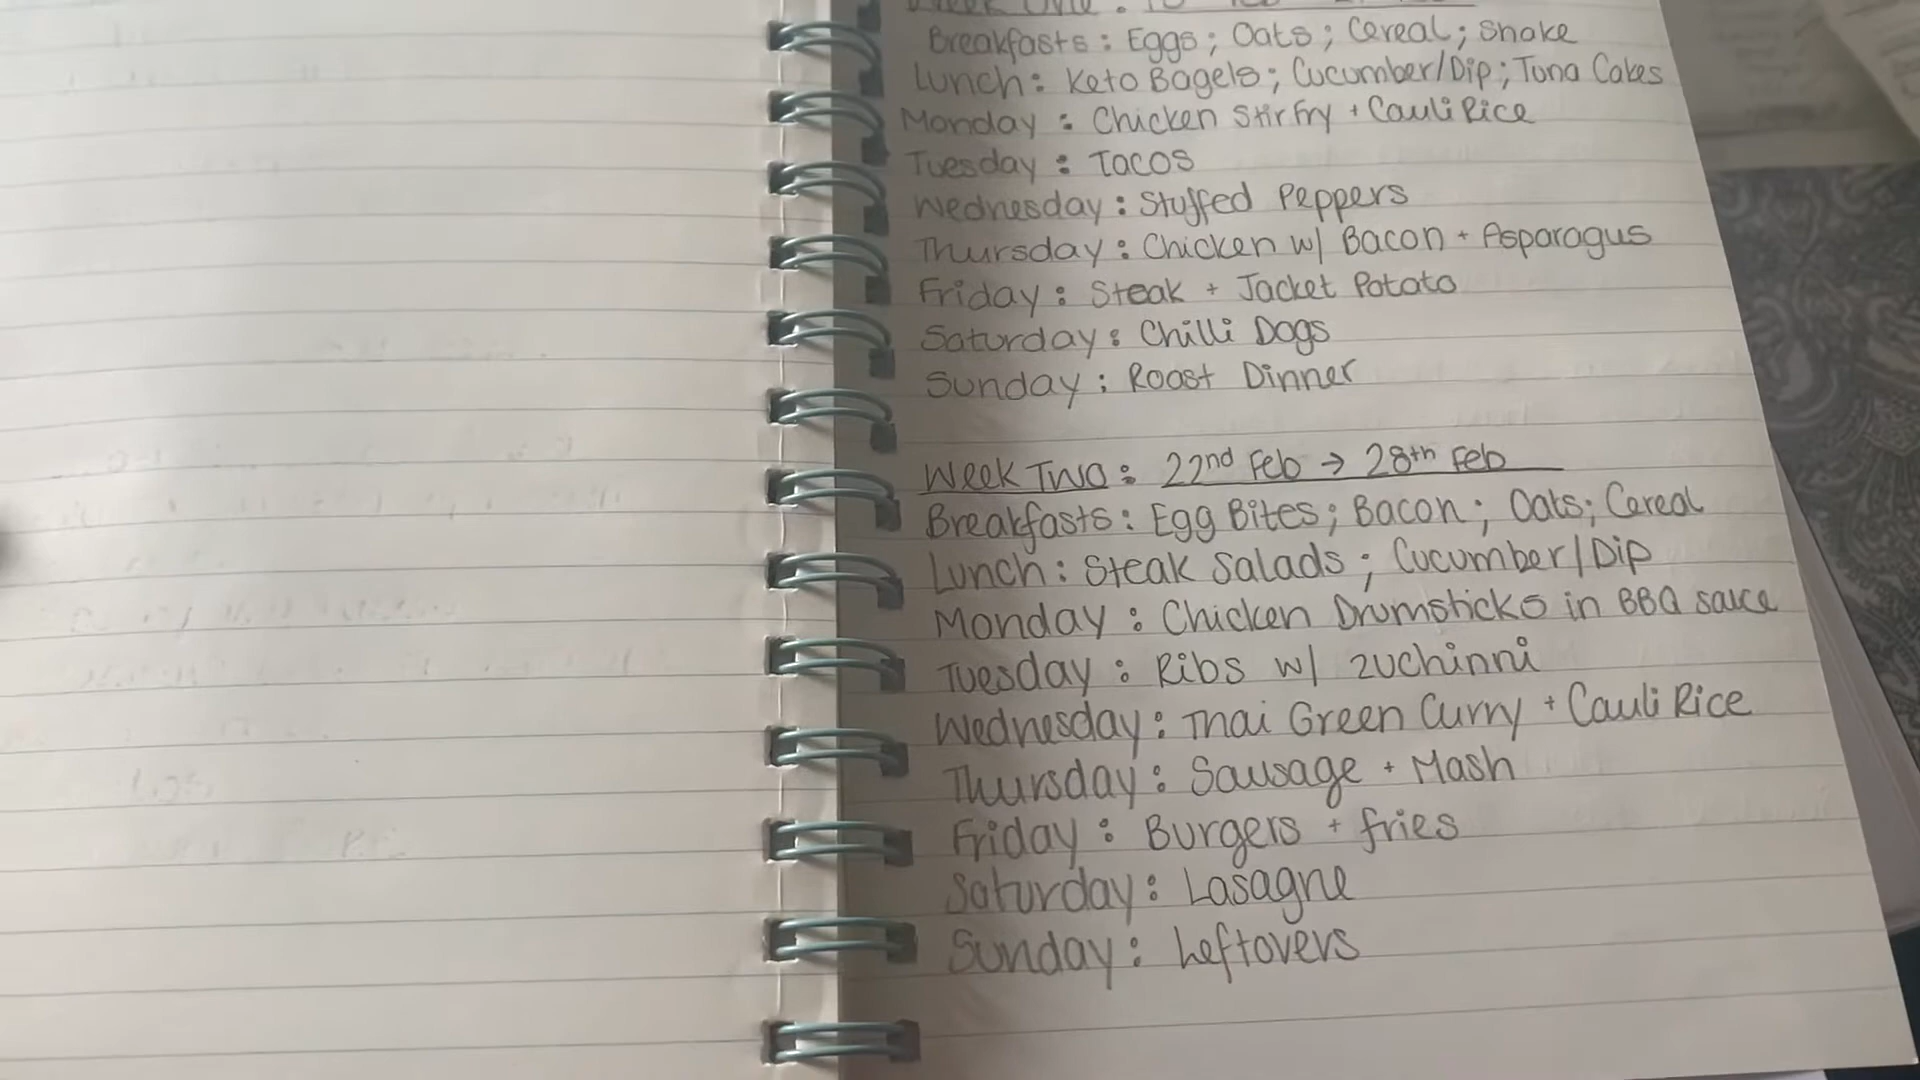 Breakfasts: Eggs; Oats; Cereal; Shake
Lunch: Keto Bagels; Cucumber/Dip; Tuna Cakes
Monday: Chicken Stir Fry + Cauli Rice
Tuesday: Tacos
Wednesday: Stuffed Peppers
Thursday: Chicken w/ Bacon + Asparagus
Friday: Steak + Jacket Potato
Saturday: Chilli Dogs
Sunday: Roast Dinner
Week Two: 22nd Feb → 28th Feb
Breakfasts: Egg Bites; Bacon; Oats; Cereal
Lunch: Steak Salads; Cucumber/Dip
Monday: Chicken Drumsticks in BBQ sauce
Tuesday: Ribs w/ zuchinni
Wednesday: Thai Green Curry + Cauli Rice
Thursday: Sausage + Mash
Friday: Burgers + fries
Saturday: Lasagne
Sunday: Leftovers